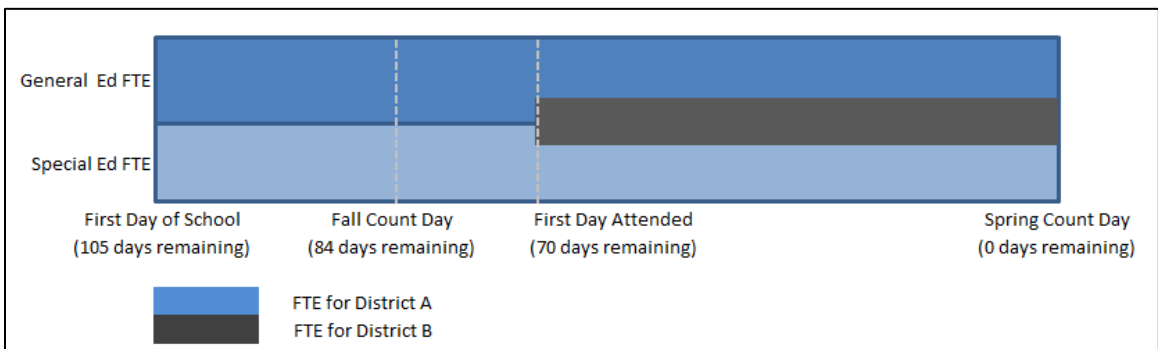 General Ed FTE
Special Ed FTE
First Day of School
(105 days remaining)
Fall Count Day
(84 days remaining)
First Day Attended
(70 days remaining)
Spring Count Day
(0 days remaining)
FTE for District A
FTE for District B